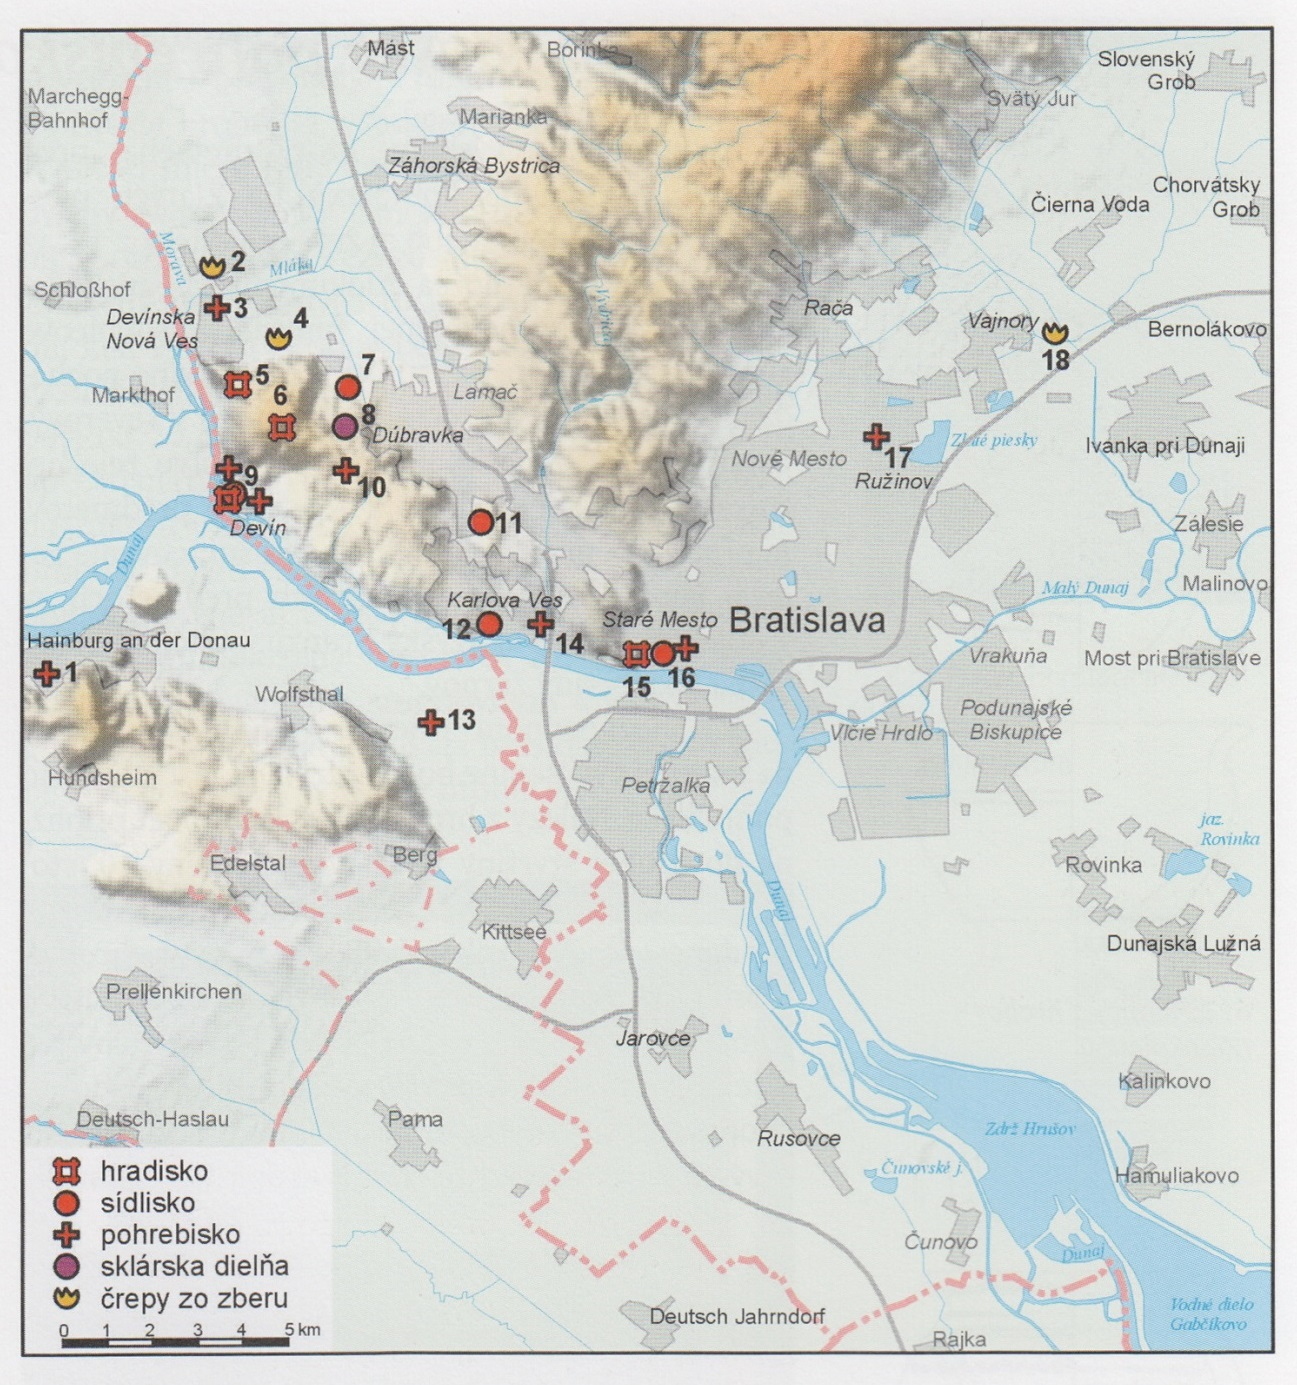 Mást
Borinka
Slovenský
Grob
Marchegg-
Bahnhof
Svätý Jur
Marianka
Záhorská Bystrica
Chorvátsky
Grob
Čierna Voda
Morava
2
Mláka
Schloßhof
3
Devínska
Nová Ves
4
Vydrica
Rača
Vajnory
18
Bernolákovo
5
6
7
Markthof
Lamač
8
Dúbravka
Zlaté piesky
Ivanka pri Dunaji
Nové Mesto
17
Ružinov
9
10
Devín
11
Zálesie
Dunaj
Malý Dunaj
Malinovo
Karlova Ves
12
14
Staré Mesto
Bratislava
Hainburg an der Donau
1
15
16
Vrakuňa
Most pri Bratislave
Wolfsthal
13
Podunajské
Biskupice
Vlčie Hrdlo
Hundsheim
Petržalka
jaz.
Rovinka
Edelstal
Berg
Rovinka
Dunaj
Kittsee
Dunajská Lužná
Prellenkirchen
Jarovce
Kalinkovo
Deutsch-Haslau
Pama
Rusovce
Zdrž Hrušov
Čunovské j.
Hamuliakovo
Čunovo
Dunaj
Deutsch Jahrndorf
Rajka
Vodné dielo
Gabčíkovo
hradisko
sídlisko
pohrebisko
sklárska dielňa
črepy zo zberu
0 1 2 3 4 5 km